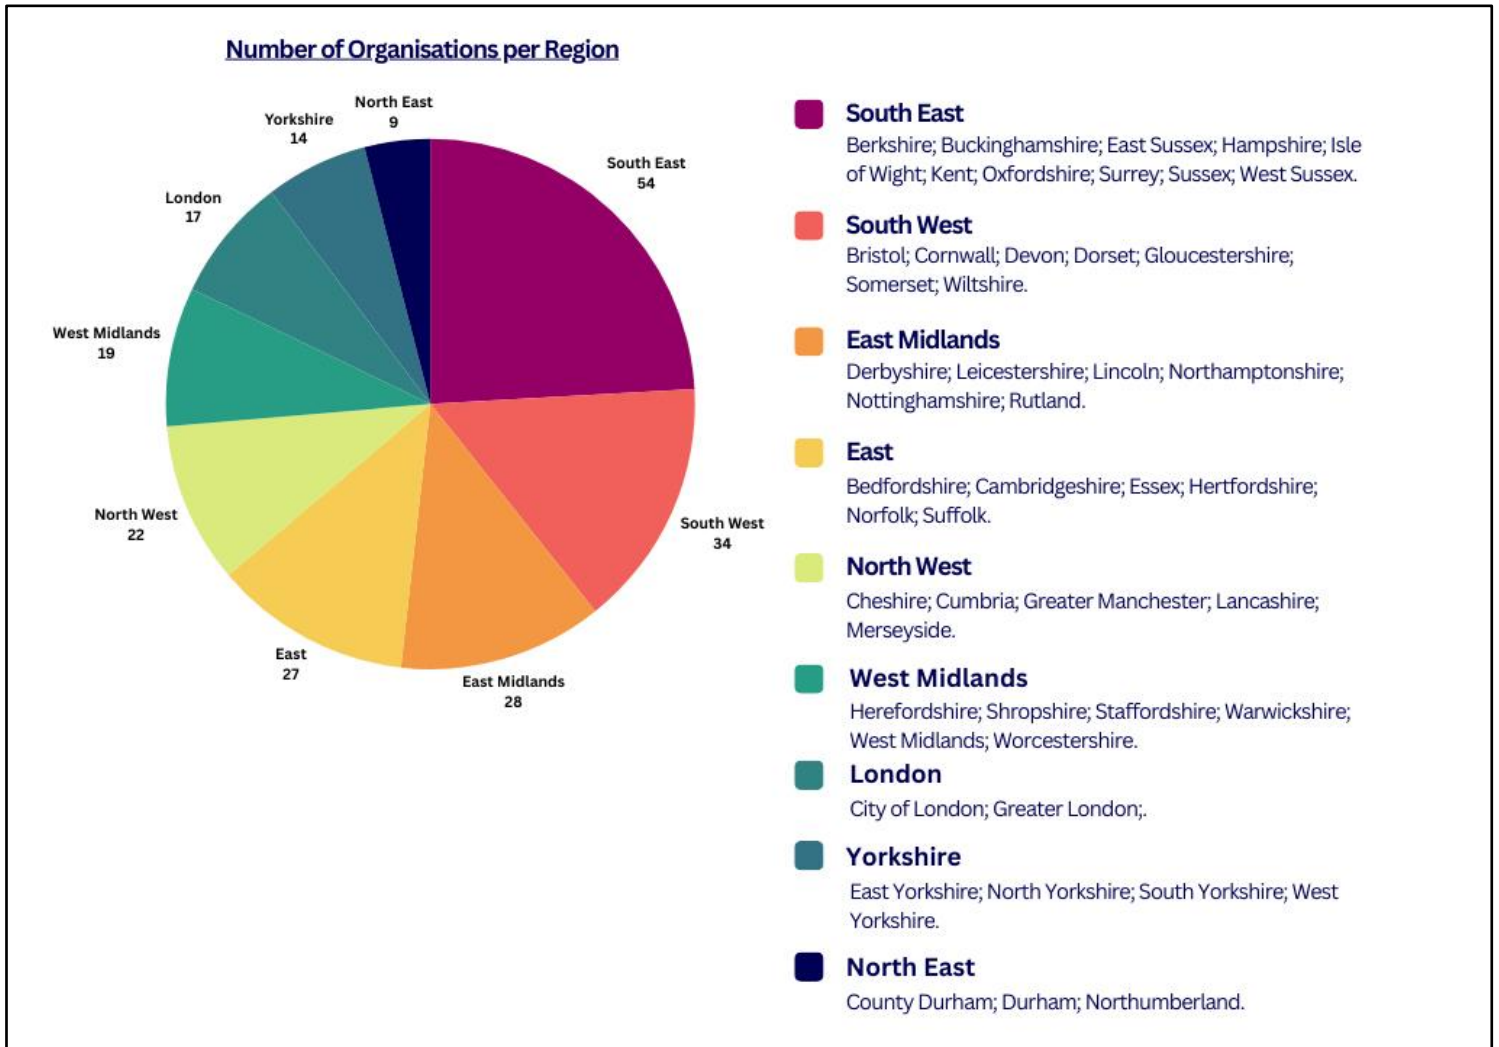 Number of Organisations per Region
North East
9
Yorkshire
14
South East
54
London
17
West Midlands
19
North West
22
South West
34
East
27
East Midlands
28
South East
Berkshire; Buckinghamshire; East Sussex; Hampshire; Isle
of Wight; Kent; Oxfordshire; Surrey; Sussex; West Sussex.
South West
Bristol; Cornwall; Devon; Dorset; Gloucestershire;
Somerset; Wiltshire.
East Midlands
Derbyshire; Leicestershire; Lincoln; Northamptonshire;
Nottinghamshire; Rutland.
East
Bedfordshire; Cambridgeshire; Essex; Hertfordshire;
Norfolk; Suffolk.
North West
Cheshire; Cumbria; Greater Manchester; Lancashire;
Merseyside.
West Midlands
Herefordshire; Shropshire; Staffordshire; Warwickshire;
West Midlands; Worcestershire.
London
City of London; Greater London;.
Yorkshire
East Yorkshire; North Yorkshire; South Yorkshire; West
Yorkshire.
North East
County Durham; Durham; Northumberland.